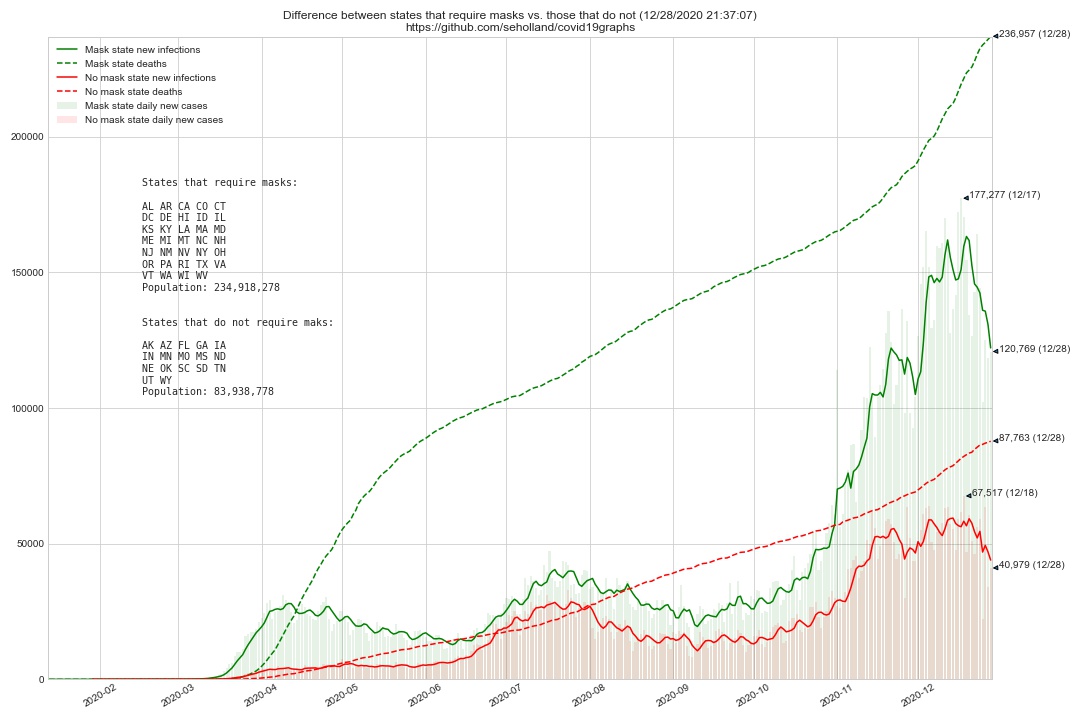 Difference between states that require masks vs. those that do not (12/28/2020 21:37:07)
https://github.com/seholland/covid19graphs
Mask state new infections
Mask state deaths
No mask state new infections
No mask state deaths
Mask state daily new cases
No mask state daily new cases
236,957 (12/28)
200000
States that require masks:
AL AR CA CO CT
DC DE HI ID IL
KS KY LA MA MD
ME MI MT NC NH
NJ NM NV NY OH
OR PA RI TX VA
VT WA WI WV
Population: 234,918,278
177,277 (12/17)
150000
States that do not require maks:
AK AZ FL GA IA
IN MN MO MS ND
NE OK SC SD TN
UT WY
Population: 83,938,778
120,769 (12/28)
100000
87,763 (12/28)
67,517 (12/18)
50000
40,979 (12/28)
0
2020-02
2020-03
2020-04
2020-05
2020-06
2020-07
2020-08
2020-09
2020-10
2020-11
2020-12